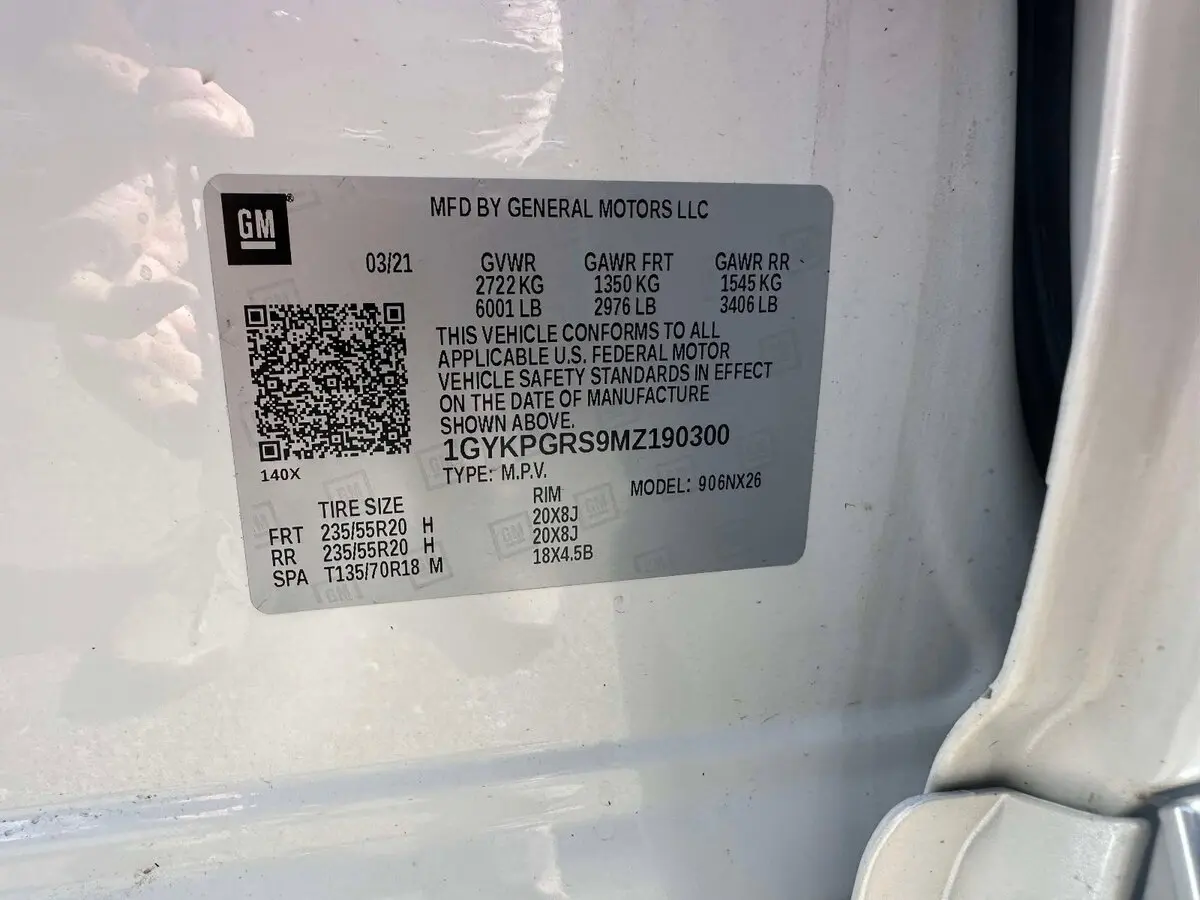 GM®
MFD BY GENERAL MOTORS LLC
03/21
GVWR GAWR FRT GAWR RR
2722 KG 1350 KG 1545 KG
6001 LB 2976 LB 3406 LB
THIS VEHICLE CONFORMS TO ALL
APPLICABLE U.S. FEDERAL MOTOR
VEHICLE SAFETY STANDARDS IN EFFECT
ON THE DATE OF MANUFACTURE
SHOWN ABOVE.
1GYKPGRS9MZ190300
140X
TYPE: M.P.V. MODEL: 906NX26
TIRE SIZE RIM
FRT 235/55R20 H 20X8J
RR 235/55R20 H 20X8J
SPA T135/70R18 M 18X4.5B